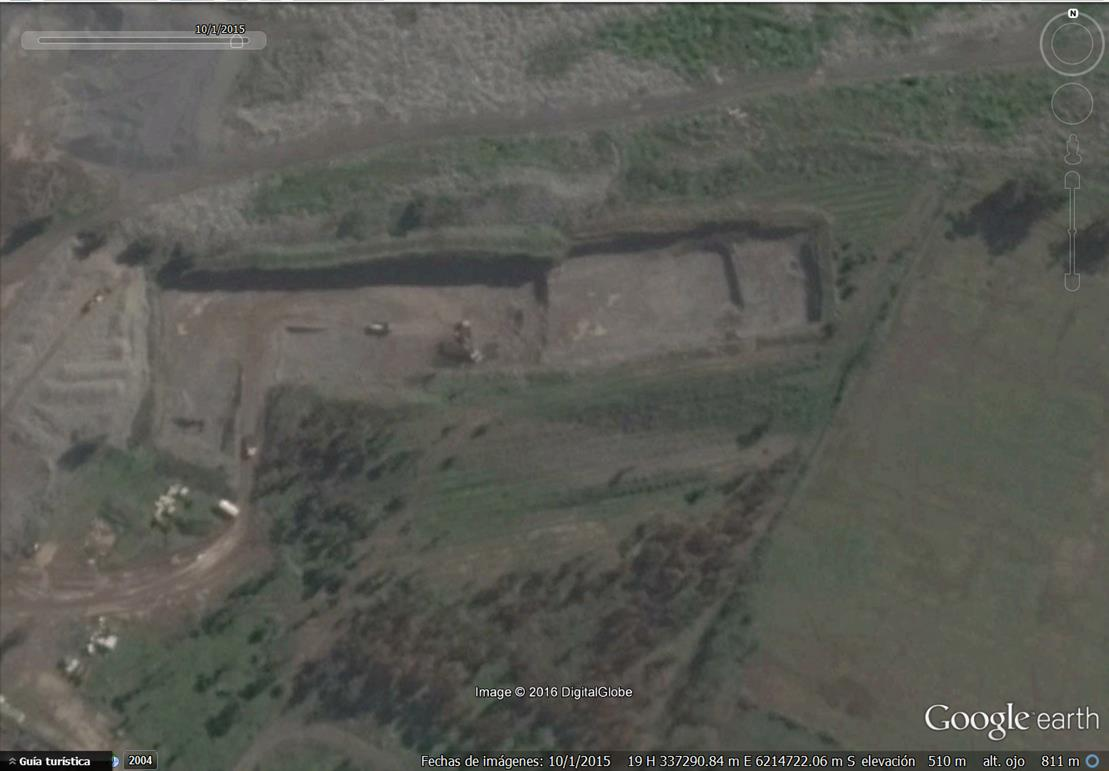 10/1/2015
N
Image © 2016 DigitalGlobe
Google earth
Guía turística
2004
Fechas de imágenes: 10/1/2015 19 H 337290.84 m E 6214722.06 m S elevación 510 m alt. ojo 811 m